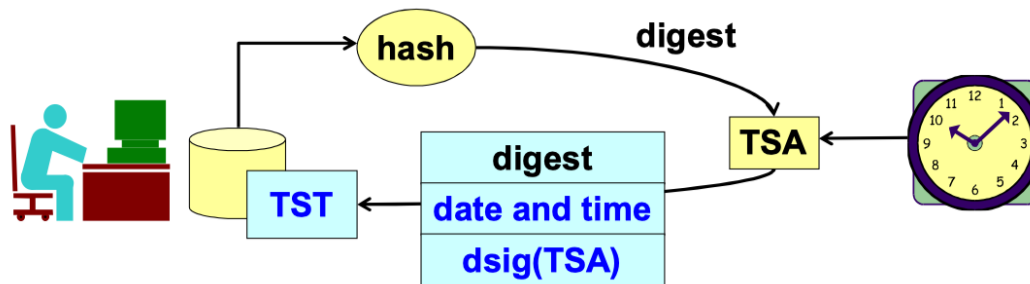 hash
digest
TSA
12
11
1
10
2
9
3
8
4
7
5
6
digest
date and time
dsig(TSA)
TST